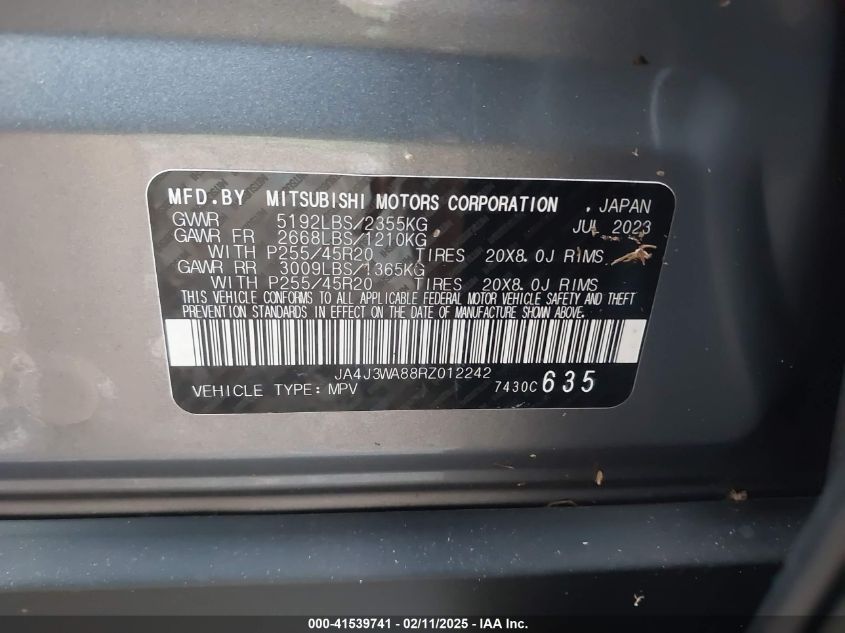 MFD.BY MITSUBISHI MOTORS CORPORATION , JAPAN
GVWR 5192LBS/2355KG JUL 2023
GAWR FR 2668LBS/1210KG
WITH P255/45R20 TIRES 20X8.0J RIMS
GAWR RR 3009LBS/1365KG
WITH P255/45R20 TIRES 20X8.0J RIMS
THIS VEHICLE CONFORMS TO ALL APPLICABLE FEDERAL MOTOR VEHICLE SAFETY AND THEFT
PREVENTION STANDARDS IN EFFECT ON THE DATE OF MANUFACTURE SHOWN ABOVE.
JA4J3WA88RZ012242
VEHICLE TYPE: MPV 7430C 635
000-41539741 / 02/11/2025 - © IAA Inc.